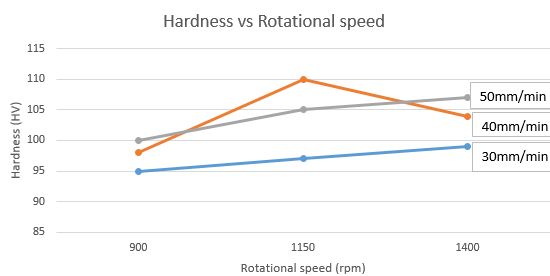 Hardness vs Rotational speed
115
110
105
100
95
90
85
Hardness (HV)
50mm/min
40mm/min
30mm/min
900
1150
1400
Rotational speed (rpm)